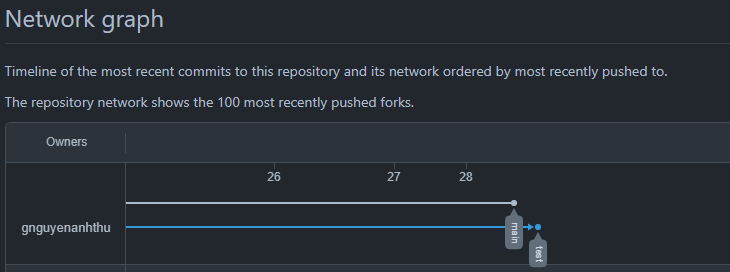 Network graph
Timeline of the most recent commits to this repository and its network ordered by most recently pushed to.
The repository network shows the 100 most recently pushed forks.
Owners
26 27 28
gnguyenanhthu
main
test